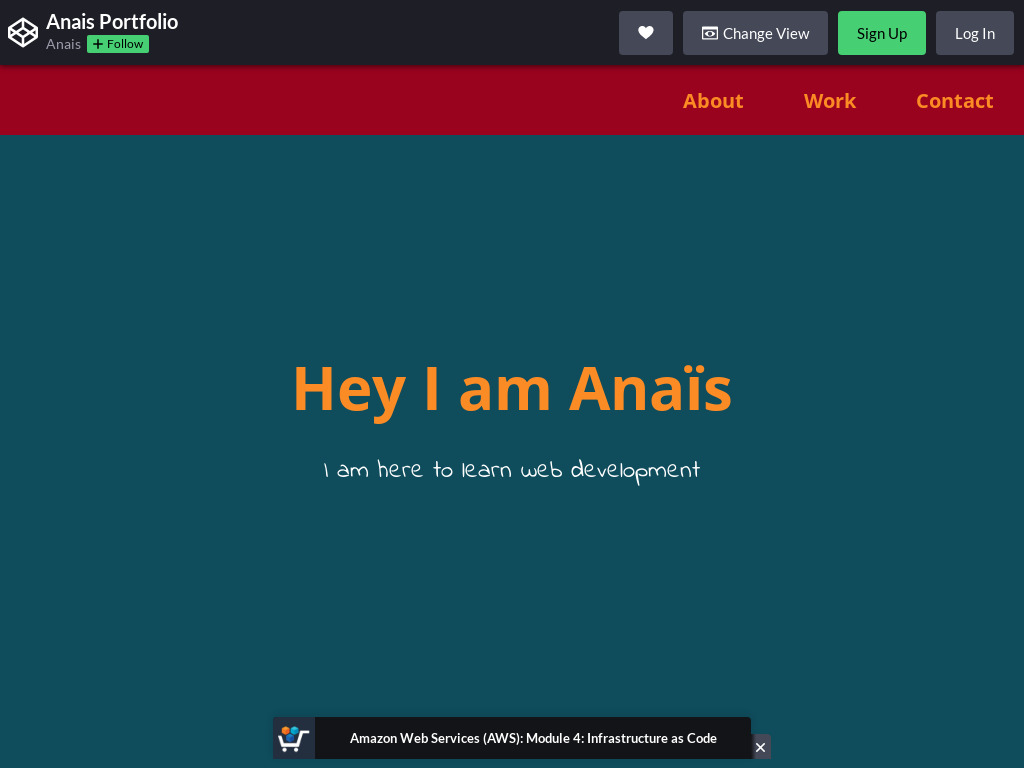 Anais Portfolio
Anais + Follow
Change View
Sign Up
Log In
About
Work
Contact
Hey I am Anaïs
I am here to learn web development
Amazon Web Services (AWS): Module 4: Infrastructure as Code